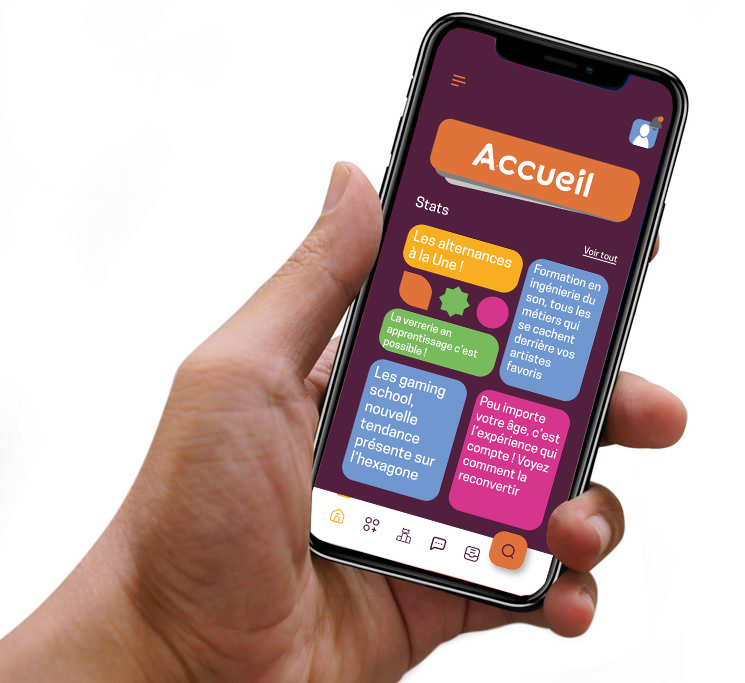 Accueil
Stats
Voir tout
Les alternances
à la Une !
Formation en
ingénierie du
son, tous les
métiers qui
se cachent
derrière vos
artistes
favoris
La verrerie en
apprentissage c'est
possible !
Les gaming
school,
nouvelle
tendance
présente sur
l'hexagone
Peu importe
votre âge, c'est
l'expérience qui
compte ! Voyez
comment la
reconvertir